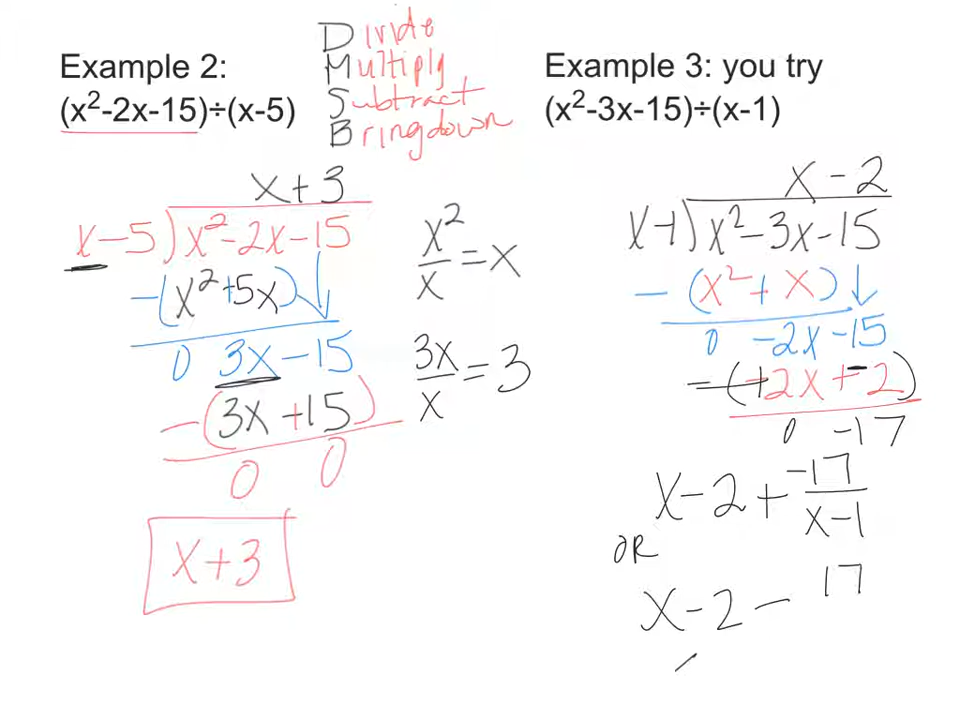 Divide
Multiply
Subtract
Bringdown
Example 2:
(x²-2x-15)÷(x-5)
x+3
x-5)x²-2x-15
-(x²+5x)↓
0 3x-15
-(3x+15)
0 0
x+3
x²/x=x
3x/x=3
Example 3: you try
(x²-3x-15)÷(x-1)
x-2
x-1)x²-3x-15
-(x²+x)↓
0 -2x-15
0 -17
x-2+-17/x-1
OR
x-2-17